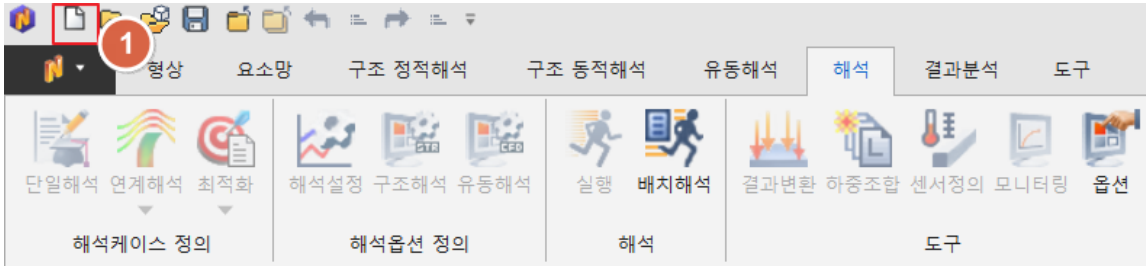 1
형상 요소망 구조 정적해석 구조 동적해석 유동해석 해석 결과분석 도구
STR CFD L
단일해석 연계해석 최적화 해석설정 구조해석 유동해석 실행 배치해석 결과변환 하중조합 센서정의 모니터링 옵션
해석케이스 정의 해석옵션 정의 해석 도구